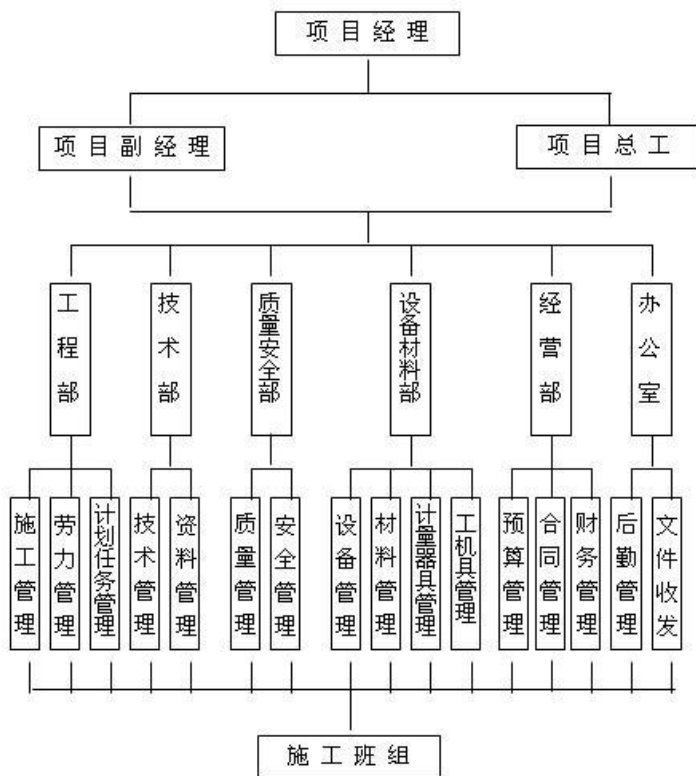 项目经理
项目副经理
项目总工
工程部
技术部
质量安全部
设备材料部
经营部
办公室
施工管理
劳力管理
计划任务管理
技术管理
资料管理
质量管理
安全管理
设备管理
材料管理
计量器具管理
工机具管理
预算管理
合同管理
财务管理
后勤管理
文件收发
施工班组